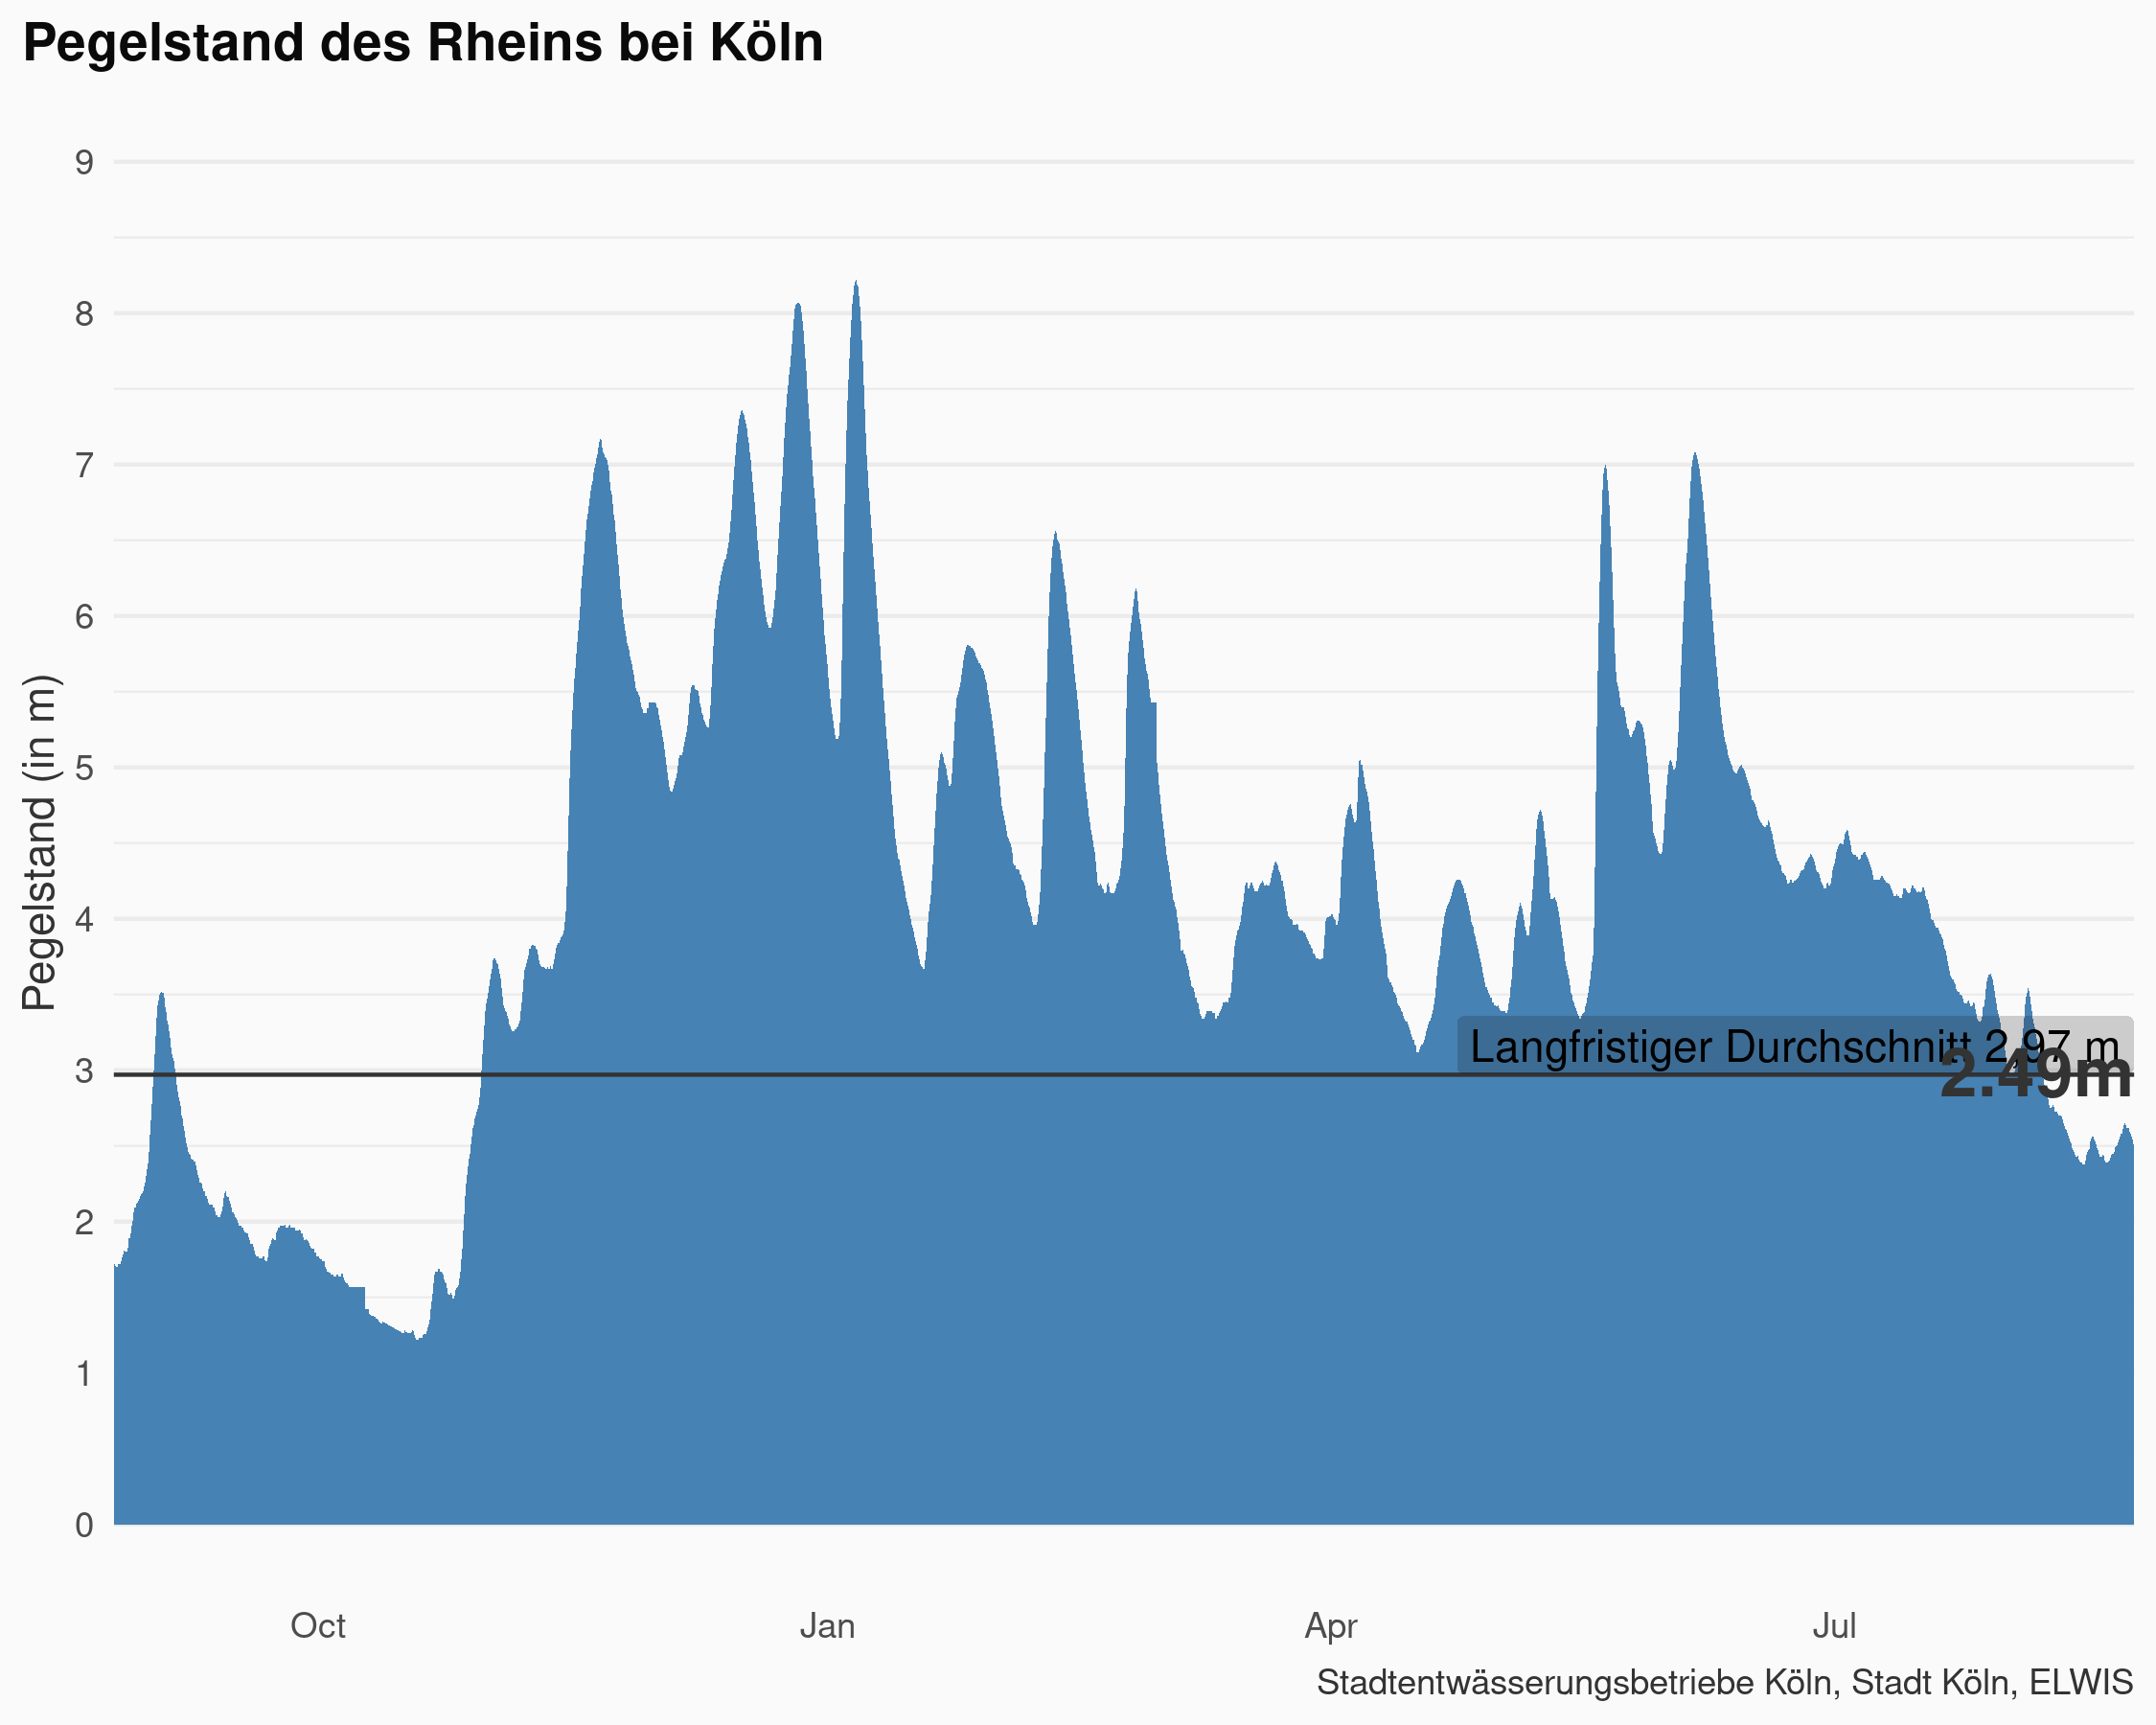 Pegelstand des Rheins bei Köln
9
8
7
6
5
4
3
2
1
0
Pegelstand (in m)
Langfristiger Durchschnitt 2,97 m
2.49m
Oct Jan Apr Jul
Stadtentwässerungsbetriebe Köln, Stadt Köln, ELWIS